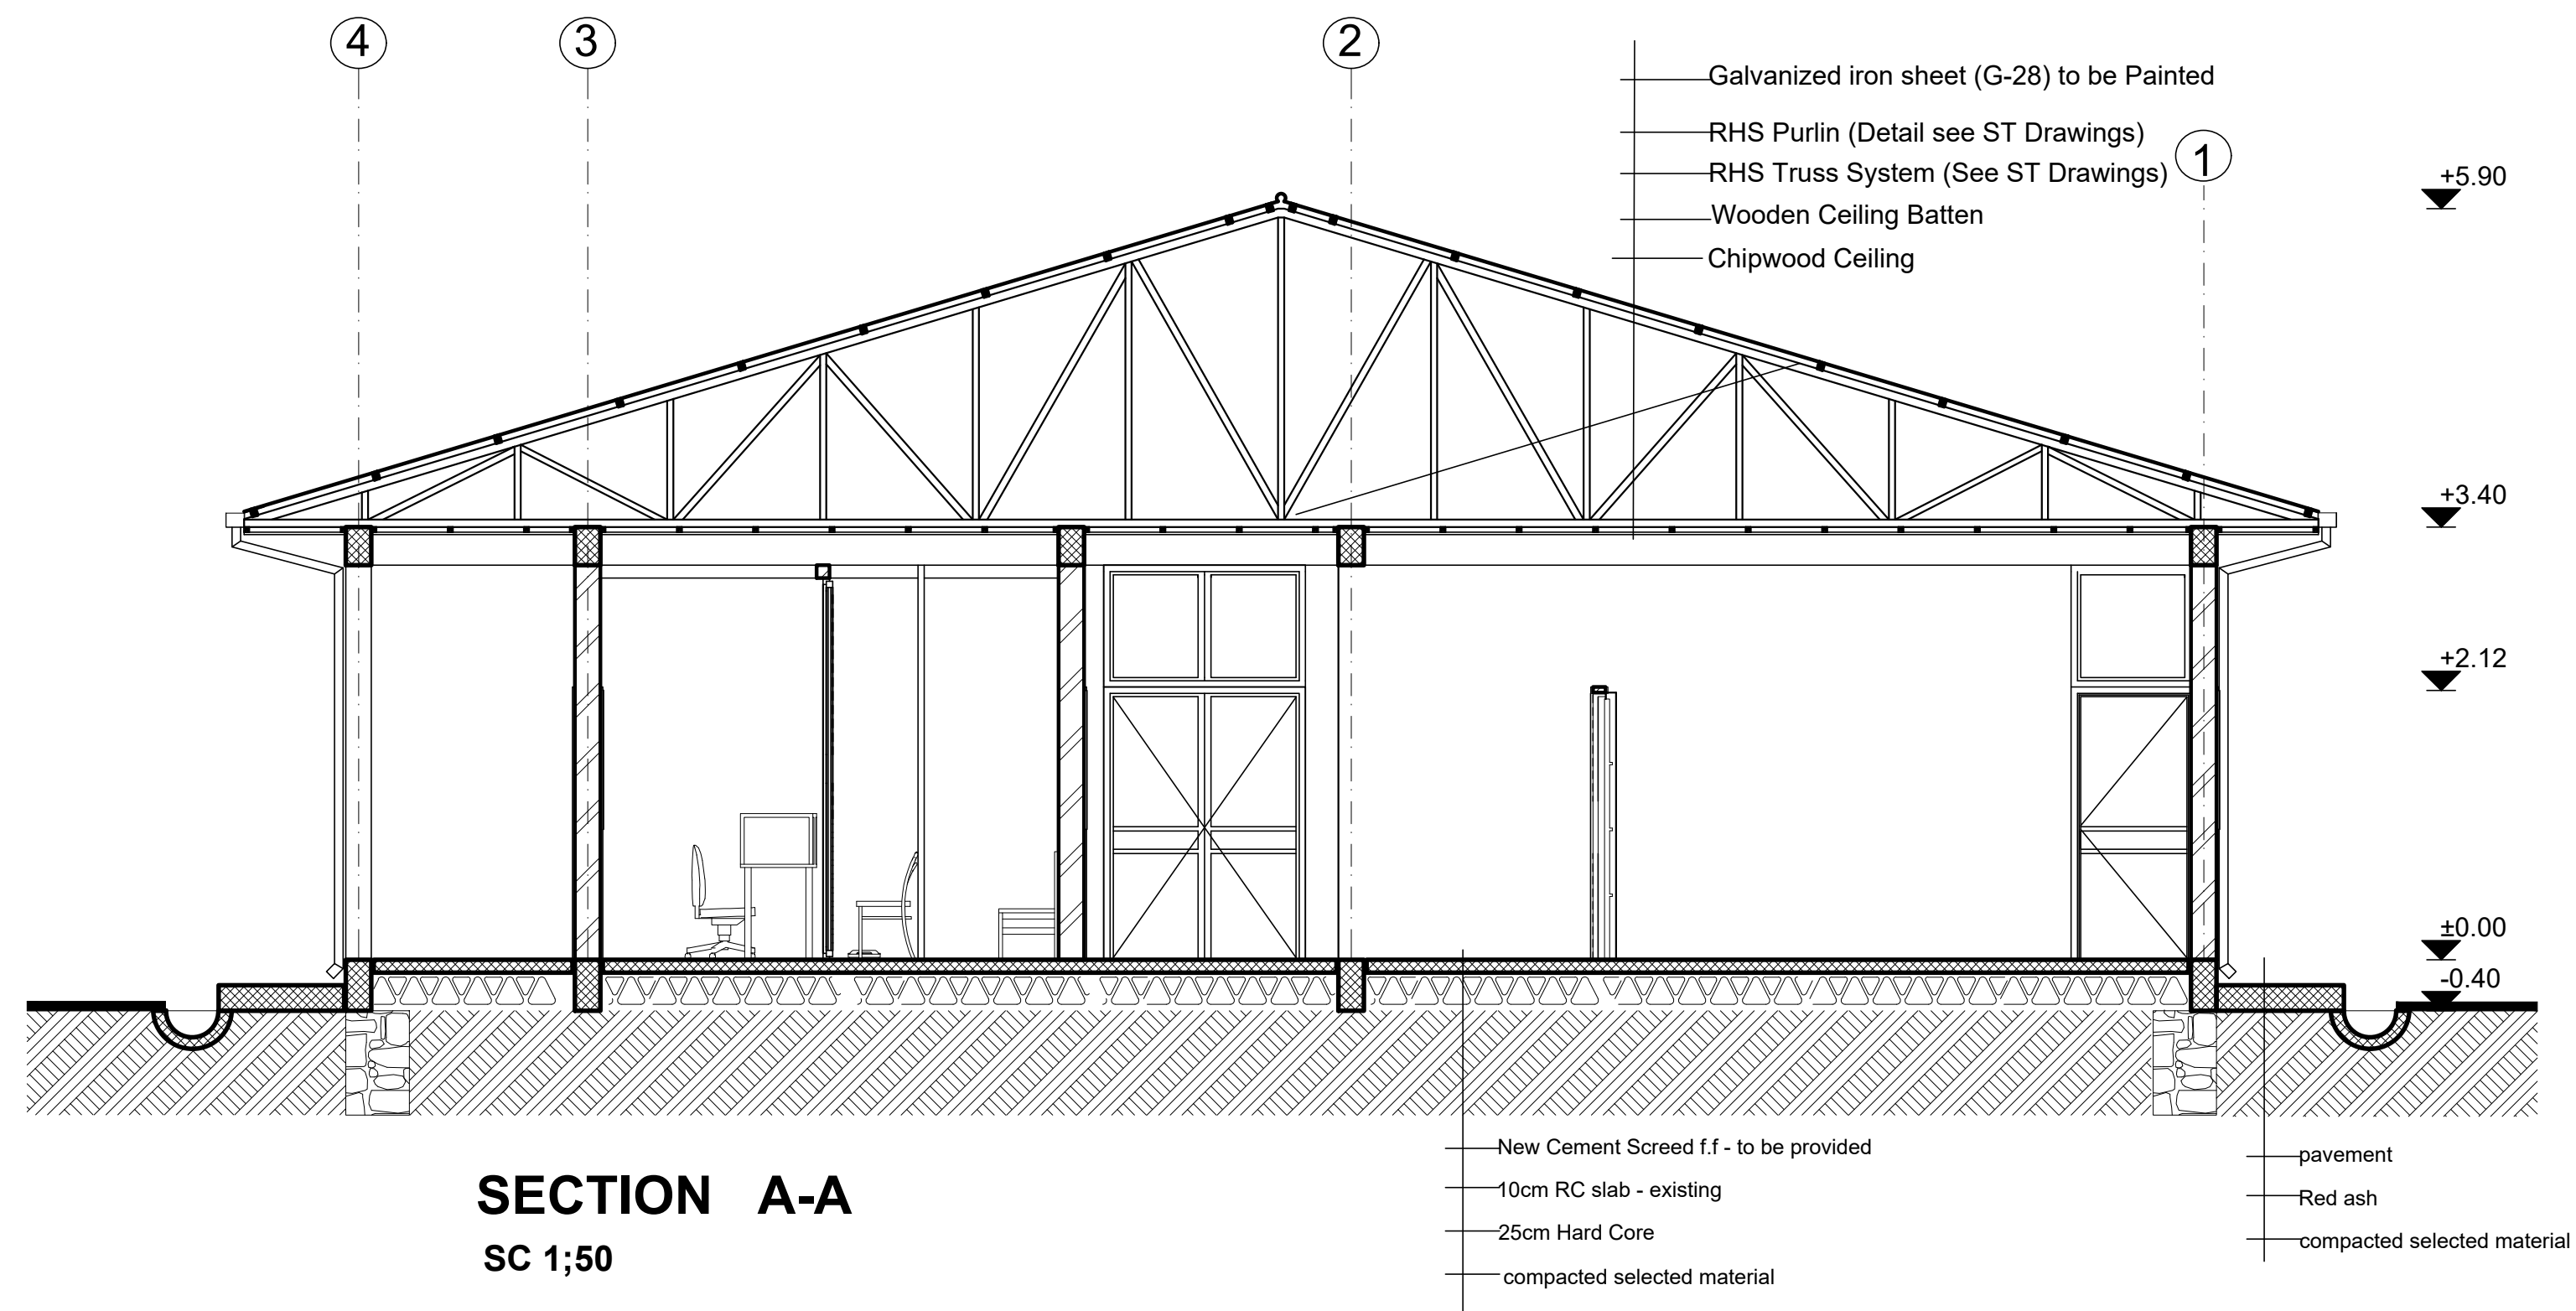 4
3
2
1
Galvanized iron sheet (G-28) to be Painted
RHS Purlin (Detail see ST Drawings)
RHS Truss System (See ST Drawings)
Wooden Ceiling Batten
Chipwood Ceiling
+5.90
+3.40
+2.12
±0.00
-0.40
New Cement Screed f.f - to be provided
10cm RC slab - existing
25cm Hard Core
compacted selected material
pavement
Red ash
compacted selected material
SECTION A-A
SC 1;50